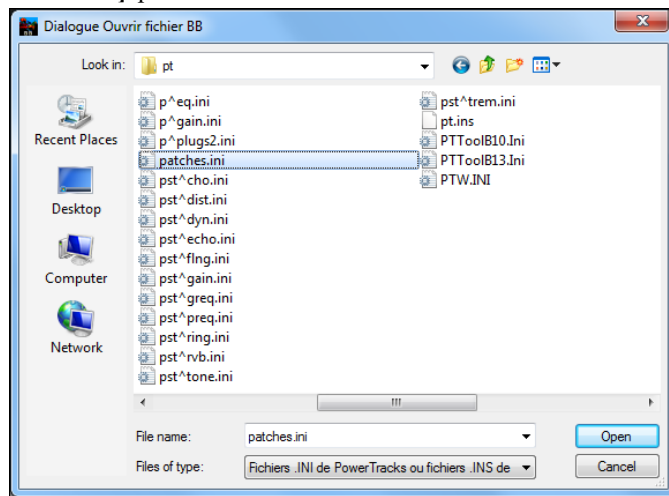 Dialogue Ouvrir fichier BB
Look in: pt
Recent Places
Desktop
Computer
Network
p^eq.ini
p^gain.ini
p^plugs2.ini
patches.ini
pst^cho.ini
pst^dist.ini
pst^dyn.ini
pst^echo.ini
pst^flng.ini
pst^gain.ini
pst^greq.ini
pst^preq.ini
pst^ring.ini
pst^rvb.ini
pst^tone.ini
pst^trem.ini
pt.ins
PTToolB10.Ini
PTToolB13.Ini
PTW.INI
File name: patches.ini Open
Files of type: Fichiers .INI de PowerTracks ou fichiers .INS de Cancel